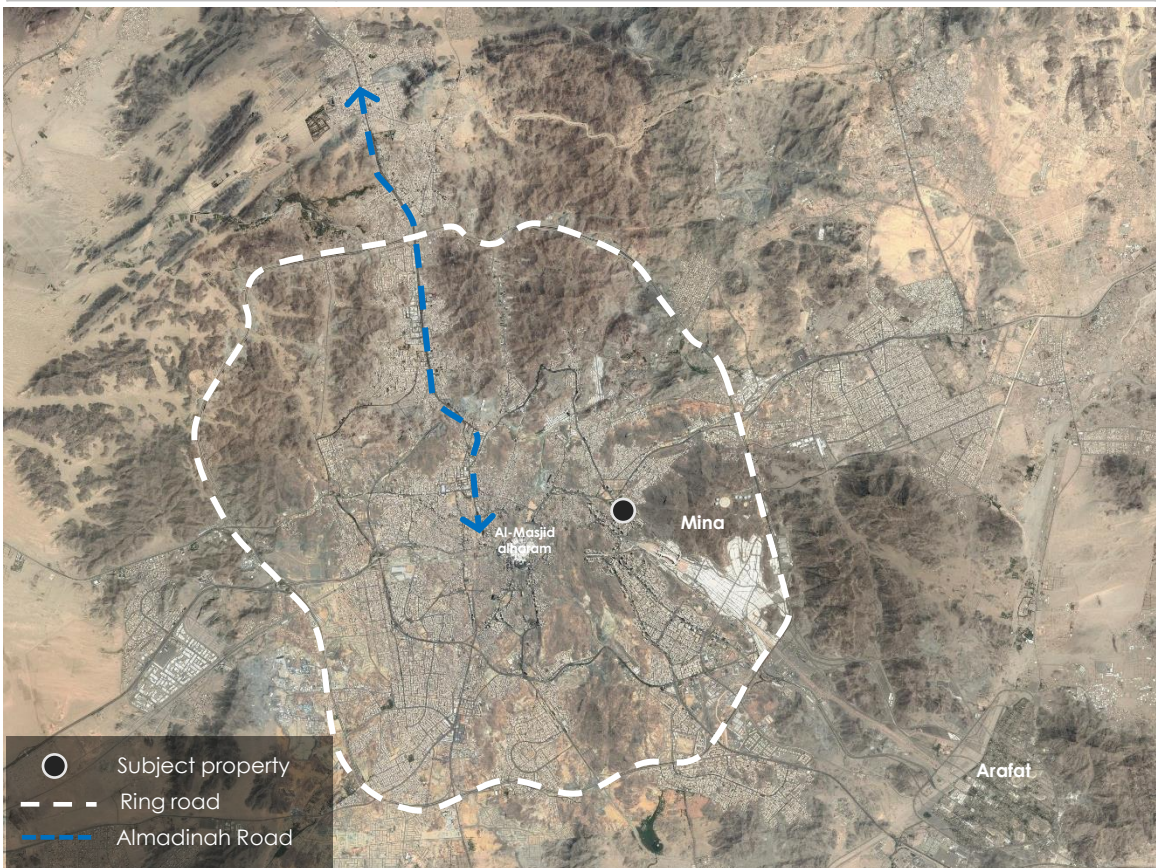 Al-Masjid
alharam
Mina
Arafat
Subject property
Ring road
Almadinah Road